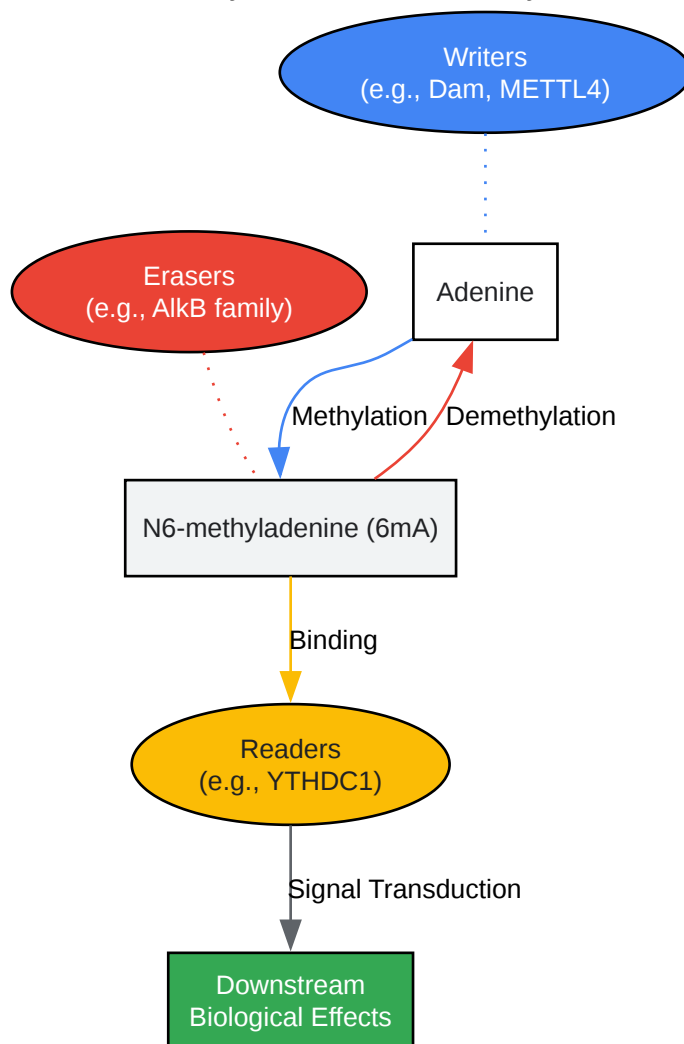 Writers
(e.g., Dam, METTL4)
Erasers
(e.g., AlkB family)
Adenine
Methylation
Demethylation
N6-methyladenine (6mA)
Binding
Readers
(e.g., YTHDC1)
Signal Transduction
Downstream
Biological Effects